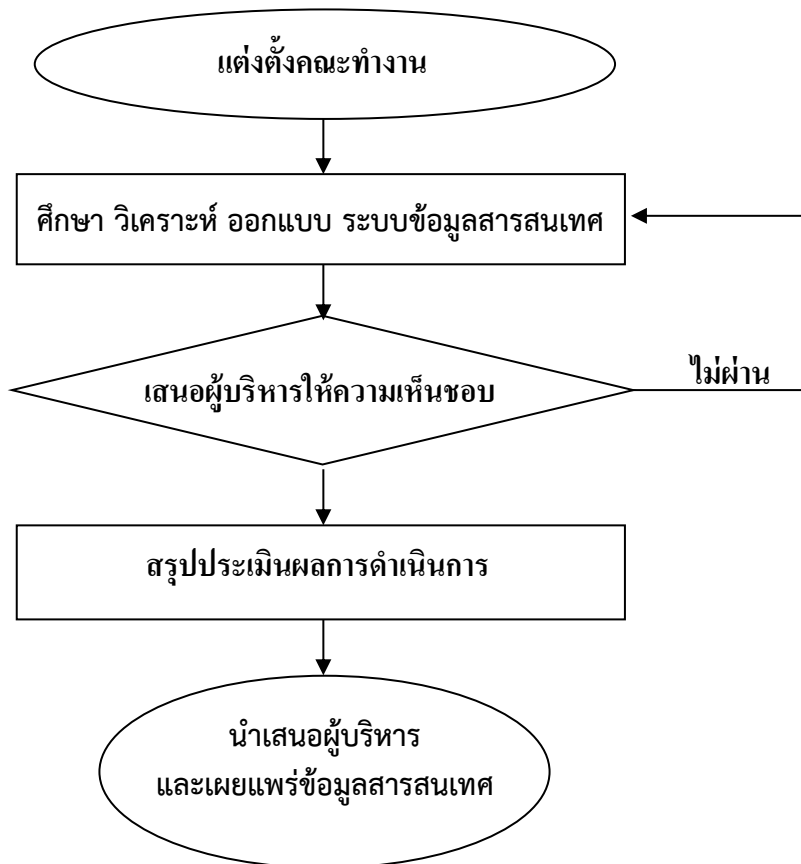 แต่งตั้งคณะทำงาน
ศึกษา วิเคราะห์ ออกแบบ ระบบข้อมูลสารสนเทศ
เสนอผู้บริหารให้ความเห็นชอบ
ไม่ผ่าน
สรุปประเมินผลการดำเนินการ
นำเสนอผู้บริหาร
และเผยแพร่ข้อมูลสารสนเทศ